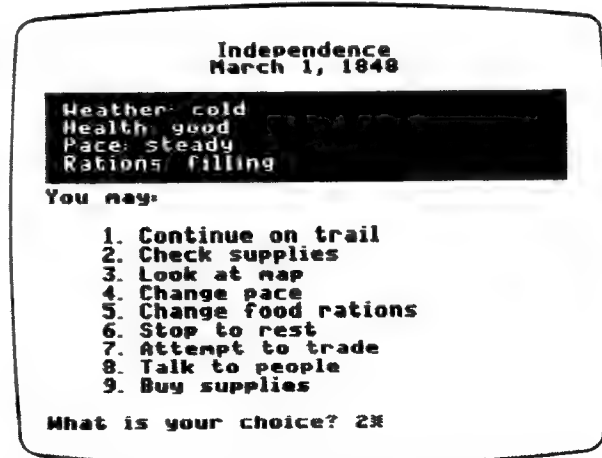 Independence
March 1, 1848
Weather: cold
Health: good
Pace: steady
Rations: filling
You may:
1. Continue on trail
2. Check supplies
3. Look at map
4. Change pace
5. Change food rations
6. Stop to rest
7. Attempt to trade
8. Talk to people
9. Buy supplies
What is your choice? 2